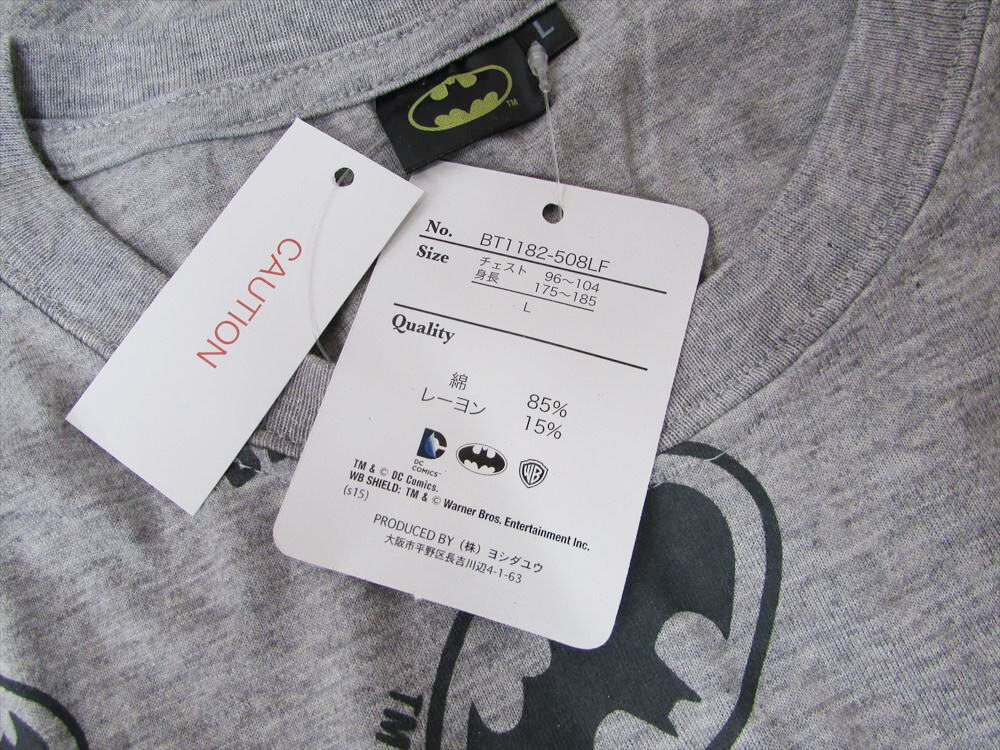 L
TM
CAUTION
No. BT1182-508LF
Size チェスト 96〜104
身長 175〜185
L
Quality
綿 85%
レーヨン 15%
DC
COMICS™
WB
TM & © DC Comics.
WB SHIELD: TM & © Warner Bros. Entertainment Inc.
(s15)
PRODUCED BY（株）ヨシダユウ
大阪市平野区長吉川辺4-1-63
TM